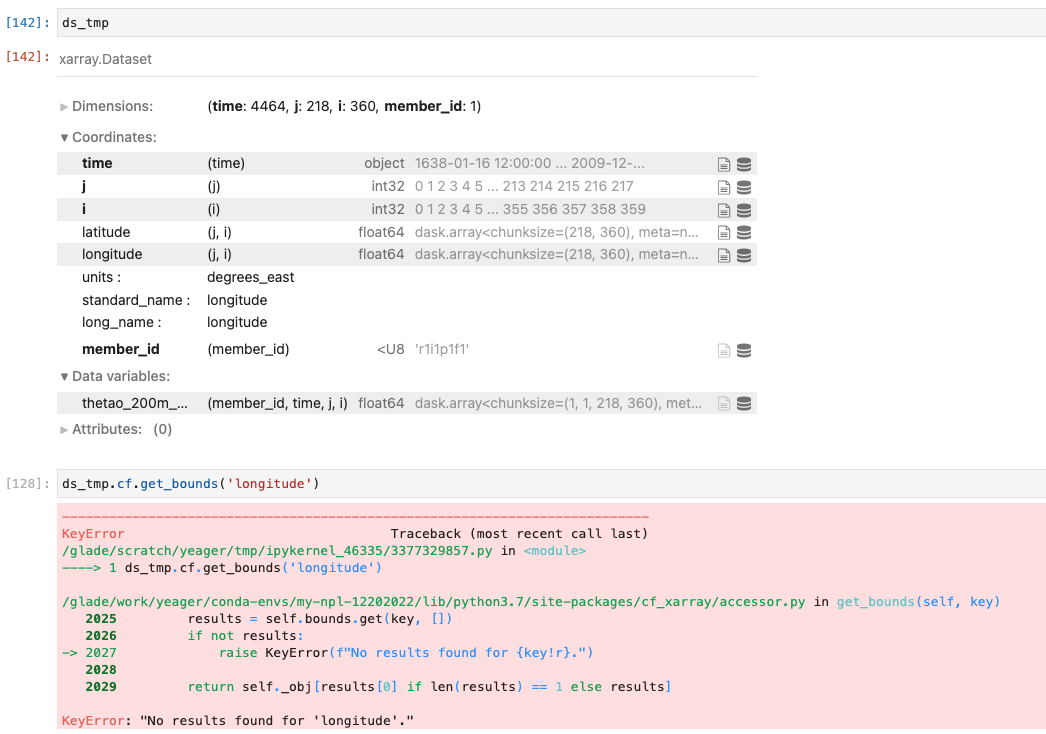 [142]: ds_tmp
[142]: xarray.Dataset
▶ Dimensions: (time: 4464, j: 218, i: 360, member_id: 1)
▼ Coordinates:
time (time) object 1638-01-16 12:00:00 ... 2009-12-...
j (j) int32 0 1 2 3 4 5 ... 213 214 215 216 217
i (i) int32 0 1 2 3 4 5 ... 355 356 357 358 359
latitude (j, i) float64 dask.array<chunksize=(218, 360), meta=n...
longitude (j, i) float64 dask.array<chunksize=(218, 360), meta=n...
units : degrees_east
standard_name : longitude
long_name : longitude
member_id (member_id) <U8 'r1i1p1f1'
▼ Data variables:
thetao_200m_... (member_id, time, j, i) float64 dask.array<chunksize=(1, 1, 218, 360), met...
▶ Attributes: (0)
[128]: ds_tmp.cf.get_bounds('longitude')
---------------------------------------------------------------------------
KeyError Traceback (most recent call last)
/glade/scratch/yeager/tmp/ipykernel_46335/3377329857.py in <module>
----> 1 ds_tmp.cf.get_bounds('longitude')
/glade/work/yeager/conda-envs/my-npl-12202022/lib/python3.7/site-packages/cf_xarray/accessor.py in get_bounds(self, key)
2025 results = self.bounds.get(key, [])
2026 if not results:
-> 2027 raise KeyError(f"No results found for {key!r}.")
2028
2029 return self._obj[results[0] if len(results) == 1 else results]
KeyError: "No results found for 'longitude'."